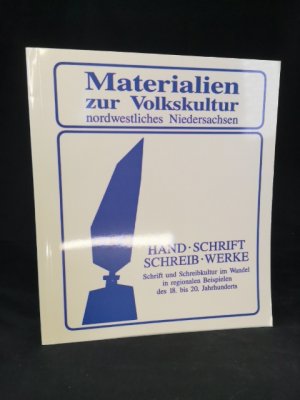 Materialien
zur Volkskultur
nordwestliches Niedersachsen
HAND · SCHRIFT
SCHREIB · WERKE
Schrift und Schreibkultur im Wandel
in regionalen Beispielen
des 18. bis 20. Jahrhunderts